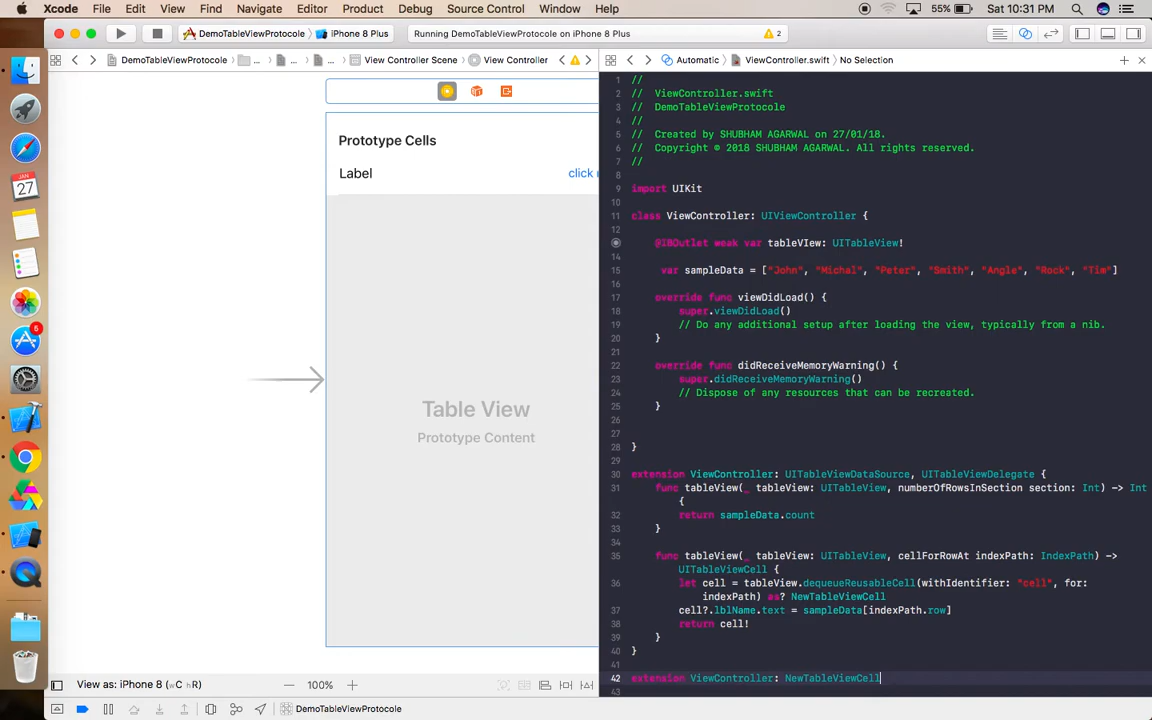 Xcode File Edit View Find Navigate Editor Product Debug Source Control Window Help 55% Sat 10:31 PM
DemoTableViewProtocole iPhone 8 Plus Running DemoTableViewProtocole on iPhone 8 Plus 2
DemoTableViewProtocole ... ... ... View Controller Scene View Controller
Automatic ViewController.swift No Selection
Prototype Cells
Label click
Table View
Prototype Content
View as: iPhone 8 (wC hR)
100%
DemoTableViewProtocole
JAN
27
5
1 //
2 // ViewController.swift
3 // DemoTableViewProtocole
4 //
5 // Created by SHUBHAM AGARWAL on 27/01/18.
6 // Copyright © 2018 SHUBHAM AGARWAL. All rights reserved.
7 //
8
9 import UIKit
10
11 class ViewController: UIViewController {
12
@IBOutlet weak var tableVIew: UITableView!
14
15 var sampleData = ["John", "Michal", "Peter", "Smith", "Angle", "Rock", "Tim"]
16
17 override func viewDidLoad() {
18 super.viewDidLoad()
19 // Do any additional setup after loading the view, typically from a nib.
20 }
21
22 override func didReceiveMemoryWarning() {
23 super.didReceiveMemoryWarning()
24 // Dispose of any resources that can be recreated.
25 }
26
27
28 }
29
30 extension ViewController: UITableViewDataSource, UITableViewDelegate {
31 func tableView(_ tableView: UITableView, numberOfRowsInSection section: Int) -> Int
{
32 return sampleData.count
33 }
34
35 func tableView(_ tableView: UITableView, cellForRowAt indexPath: IndexPath) ->
UITableViewCell {
36 let cell = tableView.dequeueReusableCell(withIdentifier: "cell", for:
indexPath) as? NewTableViewCell
37 cell?.lblName.text = sampleData[indexPath.row]
38 return cell!
39 }
40 }
41
42 extension ViewController: NewTableViewCell
43